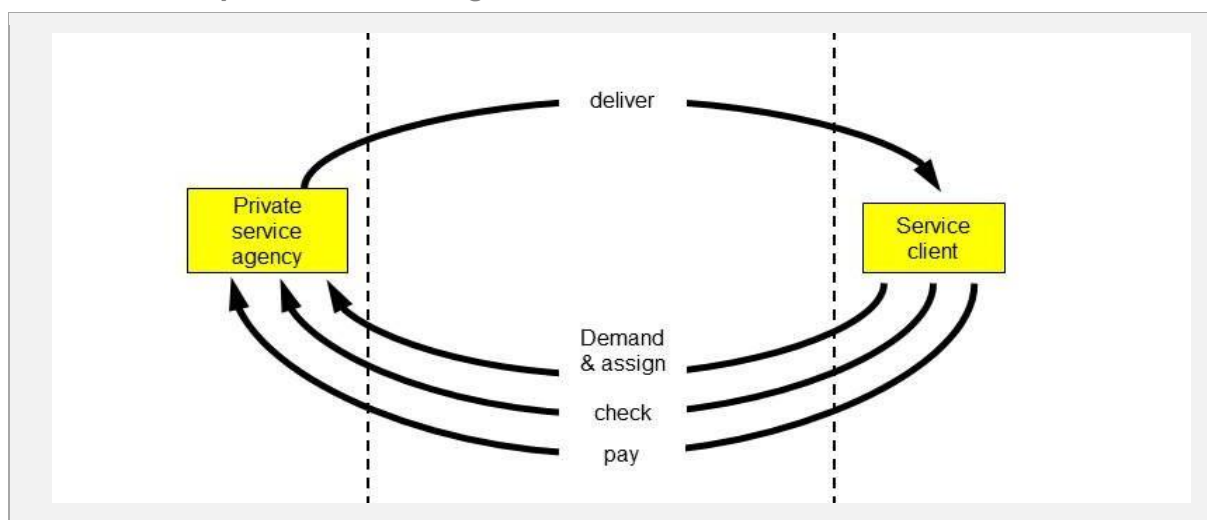 deliver
Private
service
agency
Service
client
Demand
& assign
check
pay